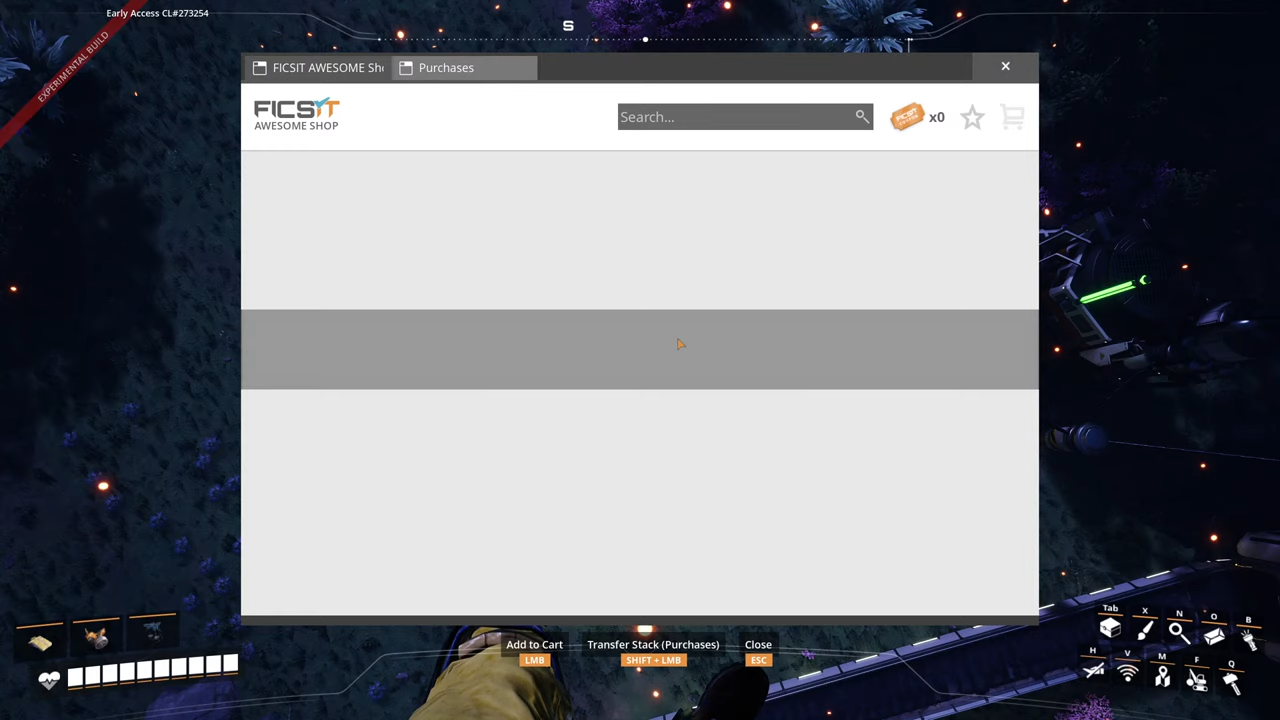 Early Access CL#273254
EXPERIMENTAL BUILD
S
FICSIT AWESOME Sh
Purchases
×
FICSIT
AWESOME SHOP
Search...
x0
Add to Cart
LMB
Transfer Stack (Purchases)
SHIFT + LMB
Close
ESC
Tab
X
N
O
B
H
V
M
F
Q